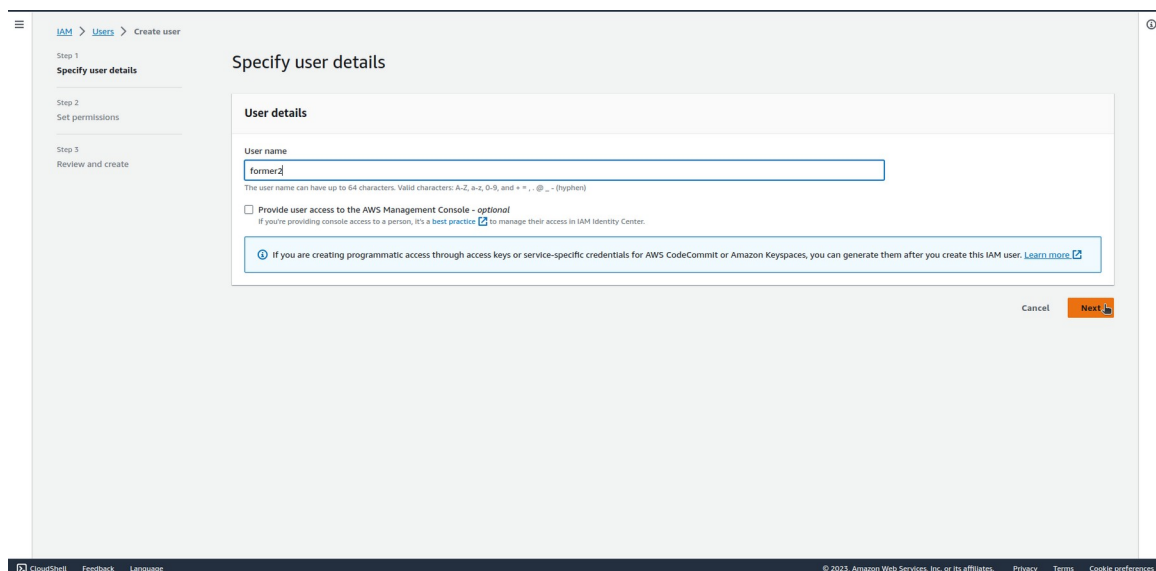 IAM > Users > Create user
Step 1
Specify user details
Step 2
Set permissions
Step 3
Review and create
Specify user details
User details
User name
former2
The user name can have up to 64 characters. Valid characters: A-Z, a-z, 0-9, and + = , . @ _ - (hyphen)
Provide user access to the AWS Management Console - optional
If you're providing console access to a person, it's a best practice to manage their access in IAM Identity Center.
If you are creating programmatic access through access keys or service-specific credentials for AWS CodeCommit or Amazon Keyspaces, you can generate them after you create this IAM user. Learn more
Cancel Next
CloudShell Feedback Language © 2023, Amazon Web Services, Inc. or its affiliates. Privacy Terms Cookie preferences